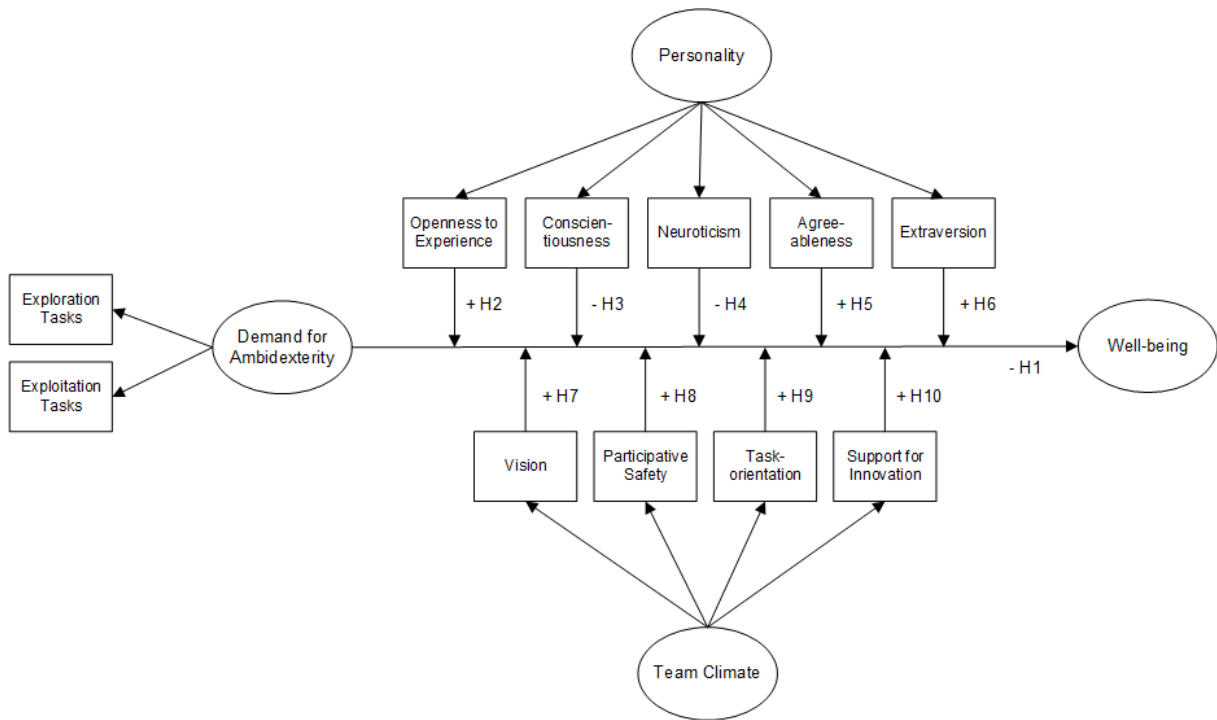 Personality
Openness to
Experience
Conscien-
tiousness
Neuroticism
Agree-
ableness
Extraversion
Exploration
Tasks
+ H2
- H3
- H4
+ H5
+ H6
Demand for
Ambidexterity
Well-being
Exploitation
Tasks
- H1
+ H7
+ H8
+ H9
+ H10
Vision
Participative
Safety
Task-
orientation
Support for
Innovation
Team Climate